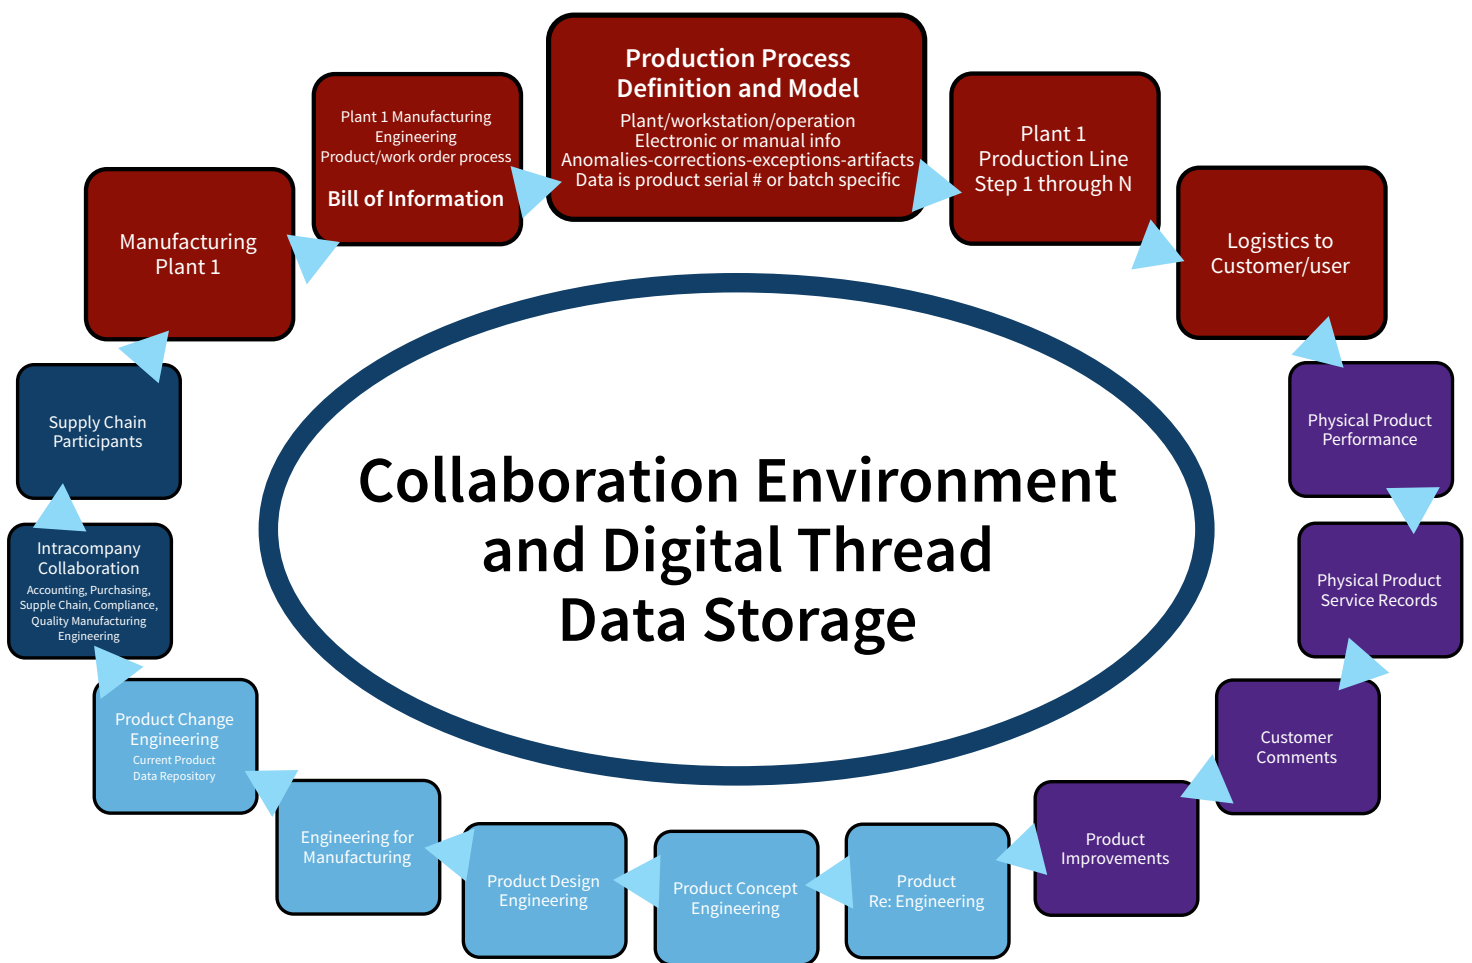 Production Process
Definition and Model
Plant/workstation/operation
Electronic or manual info
Anomalies-corrections-exceptions-artifacts
Data is product serial # or batch specific
Plant 1 Manufacturing
Engineering
Product/work order process
Bill of Information
Plant 1
Production Line
Step 1 through N
Manufacturing
Plant 1
Logistics to
Customer/user
Supply Chain
Participants
Physical Product
Performance
Collaboration Environment
and Digital Thread
Data Storage
Intracompany
Collaboration
Accounting, Purchasing,
Supple Chain, Compliance,
Quality Manufacturing
Engineering
Physical Product
Service Records
Product Change
Engineering
Current Product
Data Repository
Customer
Comments
Engineering for
Manufacturing
Product
Improvements
Product Design
Engineering
Product Concept
Engineering
Product
Re: Engineering